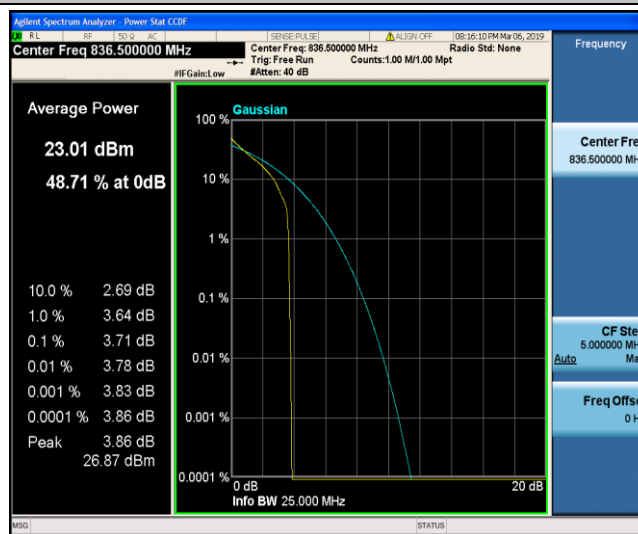 Agilent Spectrum Analyzer - Power Stat CCDF
RL RF 50 Ω AC SENSE:PULSE ALIGN OFF 08:16:10 PM Mar 06, 2019
Center Freq 836.500000 MHz
Center Freq: 836.500000 MHz Radio Std: None
Trig: Free Run Counts:1.00 M/1.00 Mpt
#IFGain:Low #Atten: 40 dB
Frequency
Average Power
23.01 dBm
48.71 % at 0dB
10.0 % 2.69 dB
1.0 % 3.64 dB
0.1 % 3.71 dB
0.01 % 3.78 dB
0.001 % 3.83 dB
0.0001 % 3.86 dB
Peak 3.86 dB
26.87 dBm
Gaussian
100 %
10 %
1 %
0.1 %
0.01 %
0.001 %
0.0001 %
0 dB 20 dB
Info BW 25.000 MHz
Center Fre
836.500000 MH
CF Ste
5.000000 MH
Auto Ma
Freq Offse
0 H
MSG STATUS